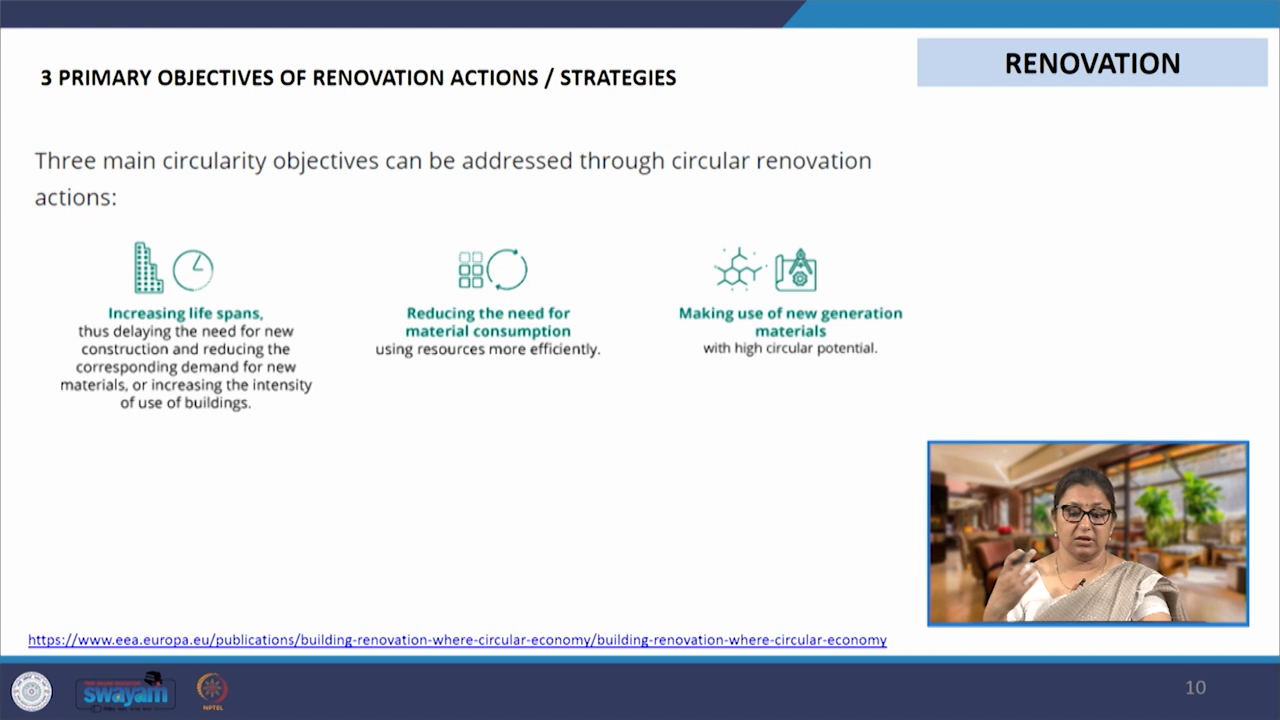 RENOVATION
3 PRIMARY OBJECTIVES OF RENOVATION ACTIONS / STRATEGIES
Three main circularity objectives can be addressed through circular renovation
actions:
Increasing life spans,
thus delaying the need for new
construction and reducing the
corresponding demand for new
materials, or increasing the intensity
of use of buildings.
Reducing the need for
material consumption
using resources more efficiently.
Making use of new generation
materials
with high circular potential.
https://www.eea.europa.eu/publications/building-renovation-where-circular-economy/building-renovation-where-circular-economy
swayam
NPTEL
10